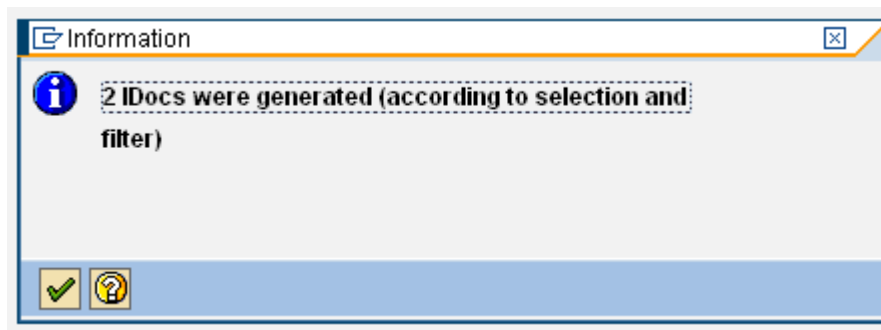 Information
2 IDocs were generated (according to selection and
filter)